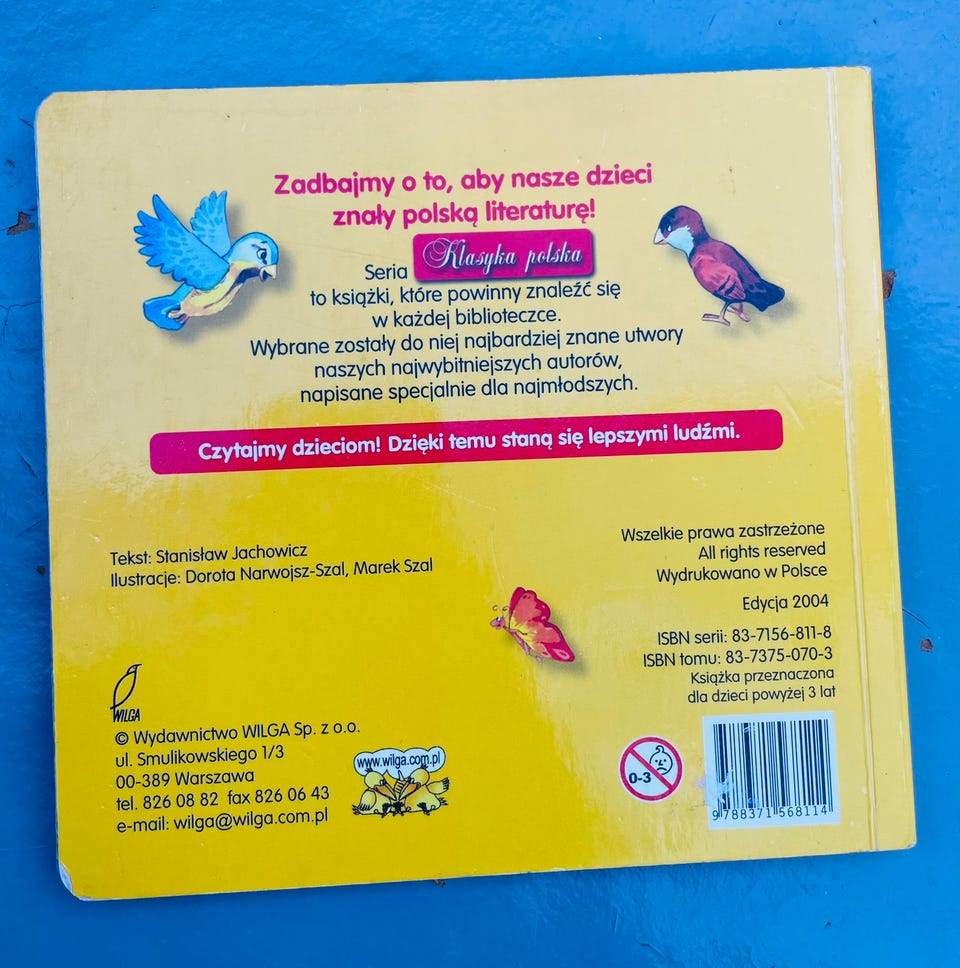 Zadbajmy o to, aby nasze dzieci
znały polską literaturę!
Seria Klasyka polska
to książki, które powinny znaleźć się
w każdej biblioteczce.
Wybrane zostały do niej najbardziej znane utwory
naszych najwybitniejszych autorów,
napisane specjalnie dla najmłodszych.
Czytajmy dzieciom! Dzięki temu staną się lepszymi ludźmi.
Tekst: Stanisław Jachowicz
Ilustracje: Dorota Narwojsz-Szal, Marek Szal
Wszelkie prawa zastrzeżone
All rights reserved
Wydrukowano w Polsce
Edycja 2004
ISBN serii: 83-7156-811-8
ISBN tomu: 83-7375-070-3
Książka przeznaczona
dla dzieci powyżej 3 lat
WILGA
© Wydawnictwo WILGA Sp. z o.o.
ul. Smulikowskiego 1/3
00-389 Warszawa
tel. 826 08 82 fax 826 06 43
e-mail: wilga@wilga.com.pl
www.wilga.com.pl
0-3
9 788371 568114